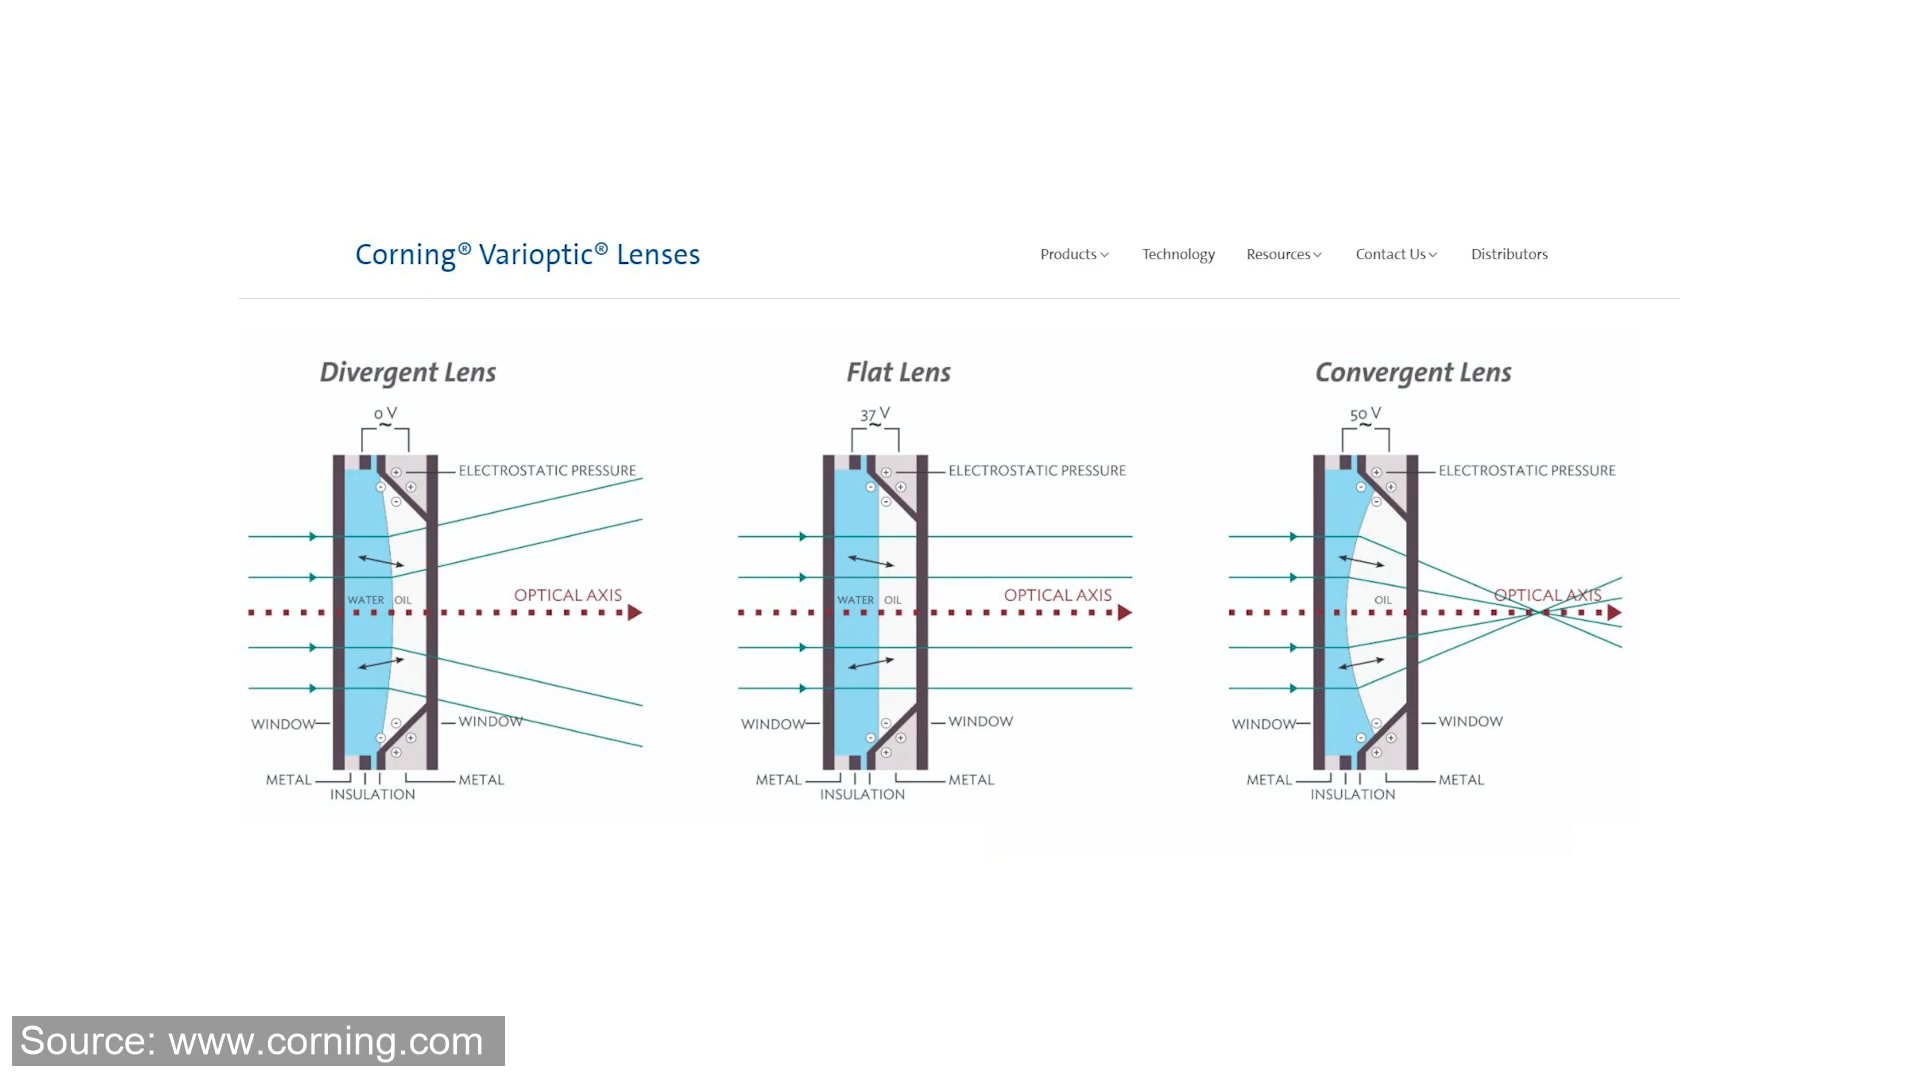 Corning® Varioptic® Lenses
Products Technology Resources Contact Us Distributors
Divergent Lens
0 V
~
ELECTROSTATIC PRESSURE
WATER OIL
OPTICAL AXIS
WINDOW WINDOW
METAL METAL
INSULATION
Flat Lens
37 V
~
ELECTROSTATIC PRESSURE
WATER OIL
OPTICAL AXIS
WINDOW WINDOW
METAL METAL
INSULATION
Convergent Lens
50 V
~
ELECTROSTATIC PRESSURE
OIL
OPTICAL AXIS
WINDOW WINDOW
METAL METAL
INSULATION
Source: www.corning.com